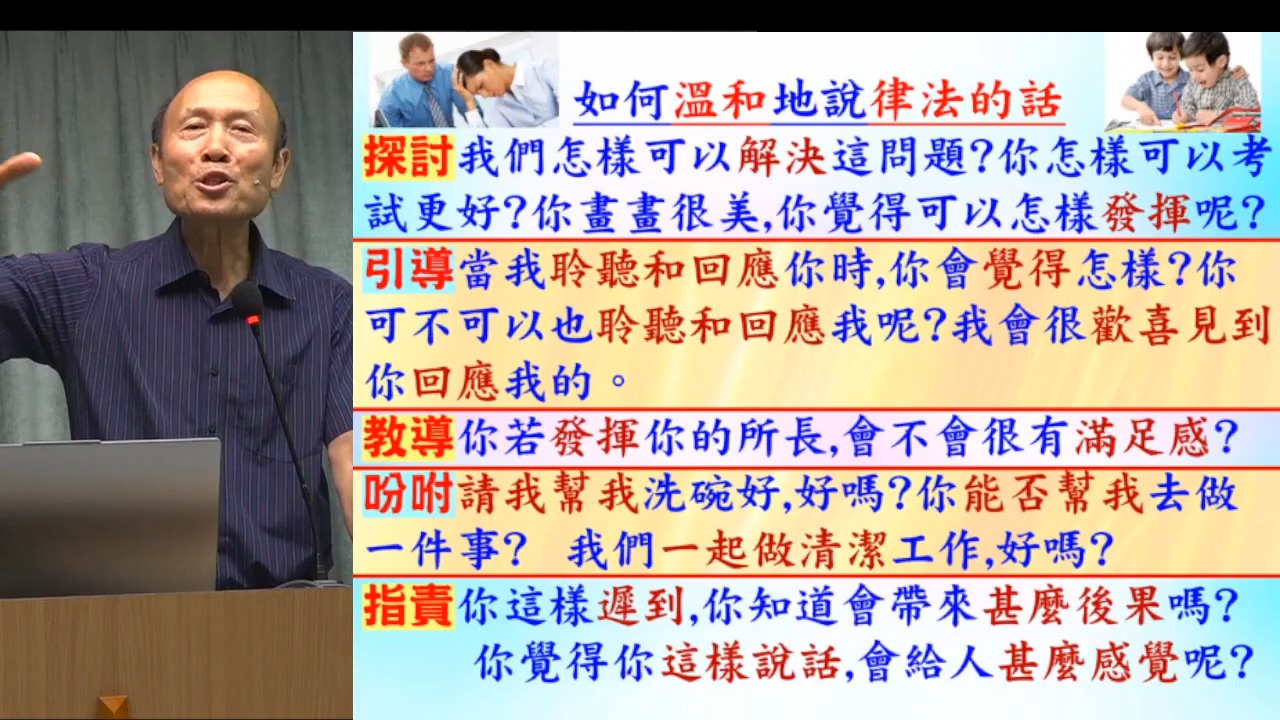 如何溫和地說律法的話
探討我們怎樣可以解決這問題?你怎樣可以考
試更好?你畫畫很美,你覺得可以怎樣發揮呢?
引導當我聆聽和回應你時,你會覺得怎樣?你
可不可以也聆聽和回應我呢?我會很歡喜見到
你回應我的。
教導你若發揮你的所長,會不會很有滿足感?
吩咐請我幫我洗碗好,好嗎?你能否幫我去做
一件事? 我們一起做清潔工作,好嗎?
指責你這樣遲到,你知道會帶來甚麼後果嗎?
你覺得你這樣說話,會給人甚麼感覺呢?